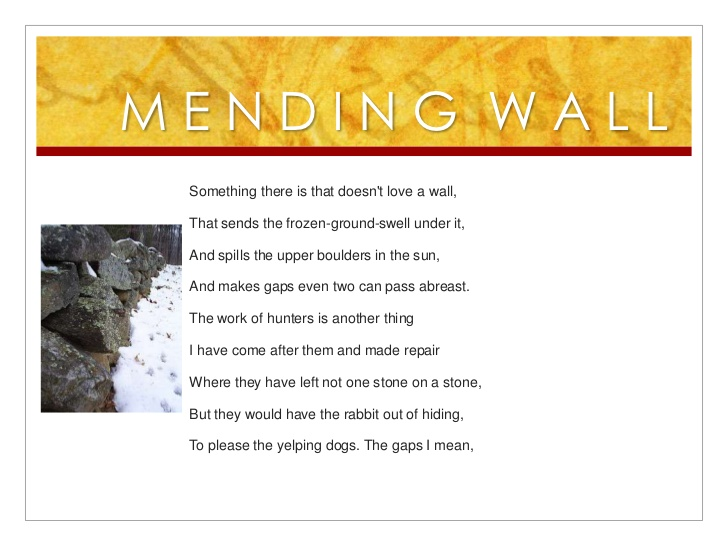 MENDING WALL
Something there is that doesn't love a wall,
That sends the frozen-ground-swell under it,
And spills the upper boulders in the sun,
And makes gaps even two can pass abreast.
The work of hunters is another thing
I have come after them and made repair
Where they have left not one stone on a stone,
But they would have the rabbit out of hiding,
To please the yelping dogs. The gaps I mean,